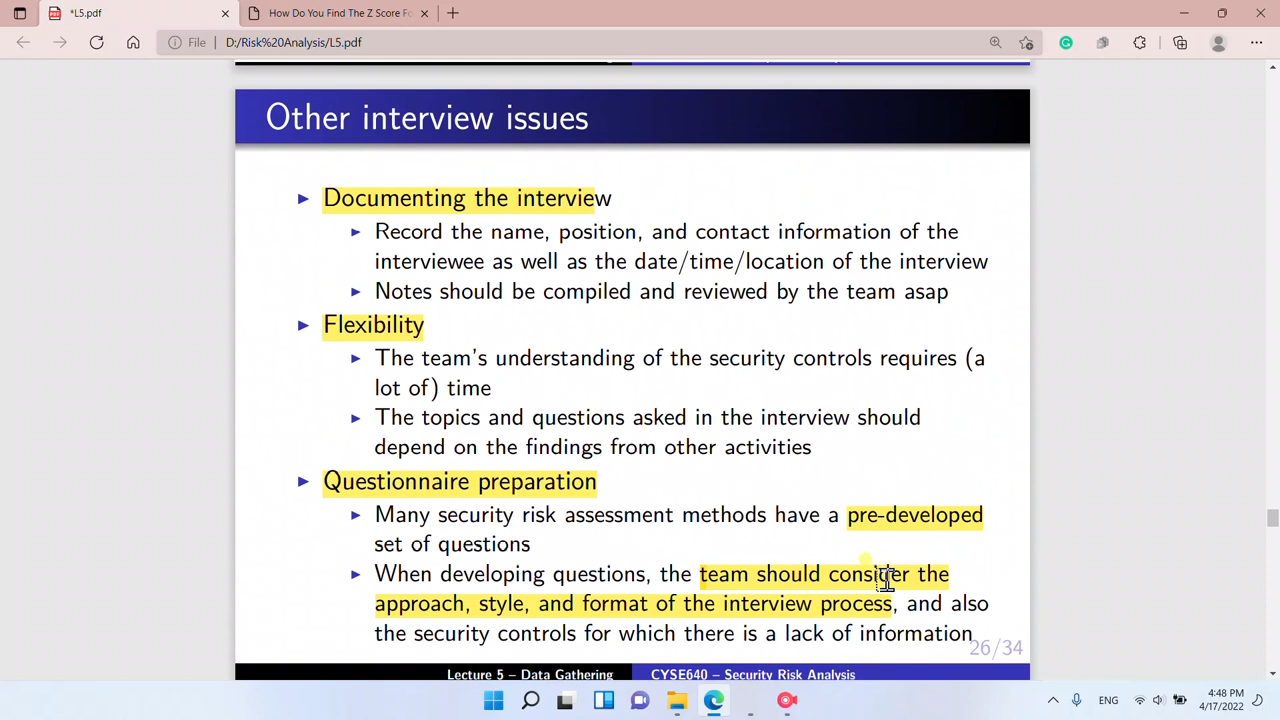 *L5.pdf
How Do You Find The Z Score Fo
File
D:/Risk%20Analysis/L5.pdf
Other interview issues
Documenting the interview
Record the name, position, and contact information of the
interviewee as well as the date/time/location of the interview
Notes should be compiled and reviewed by the team asap
Flexibility
The team's understanding of the security controls requires (a
lot of) time
The topics and questions asked in the interview should
depend on the findings from other activities
Questionnaire preparation
Many security risk assessment methods have a pre-developed
set of questions
When developing questions, the team should consider the
approach, style, and format of the interview process, and also
the security controls for which there is a lack of information
26/34
Lecture 5 – Data Gathering
CYSE640 – Security Risk Analysis
ENG
4:48 PM
4/17/2022